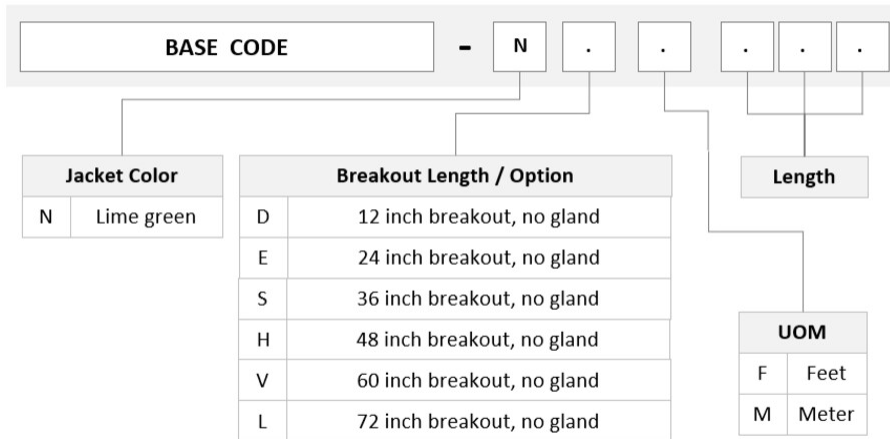 BASE CODE - N . . . . .
Jacket Color
N Lime green
Breakout Length / Option
D 12 inch breakout, no gland
E 24 inch breakout, no gland
S 36 inch breakout, no gland
H 48 inch breakout, no gland
V 60 inch breakout, no gland
L 72 inch breakout, no gland
Length
UOM
F Feet
M Meter